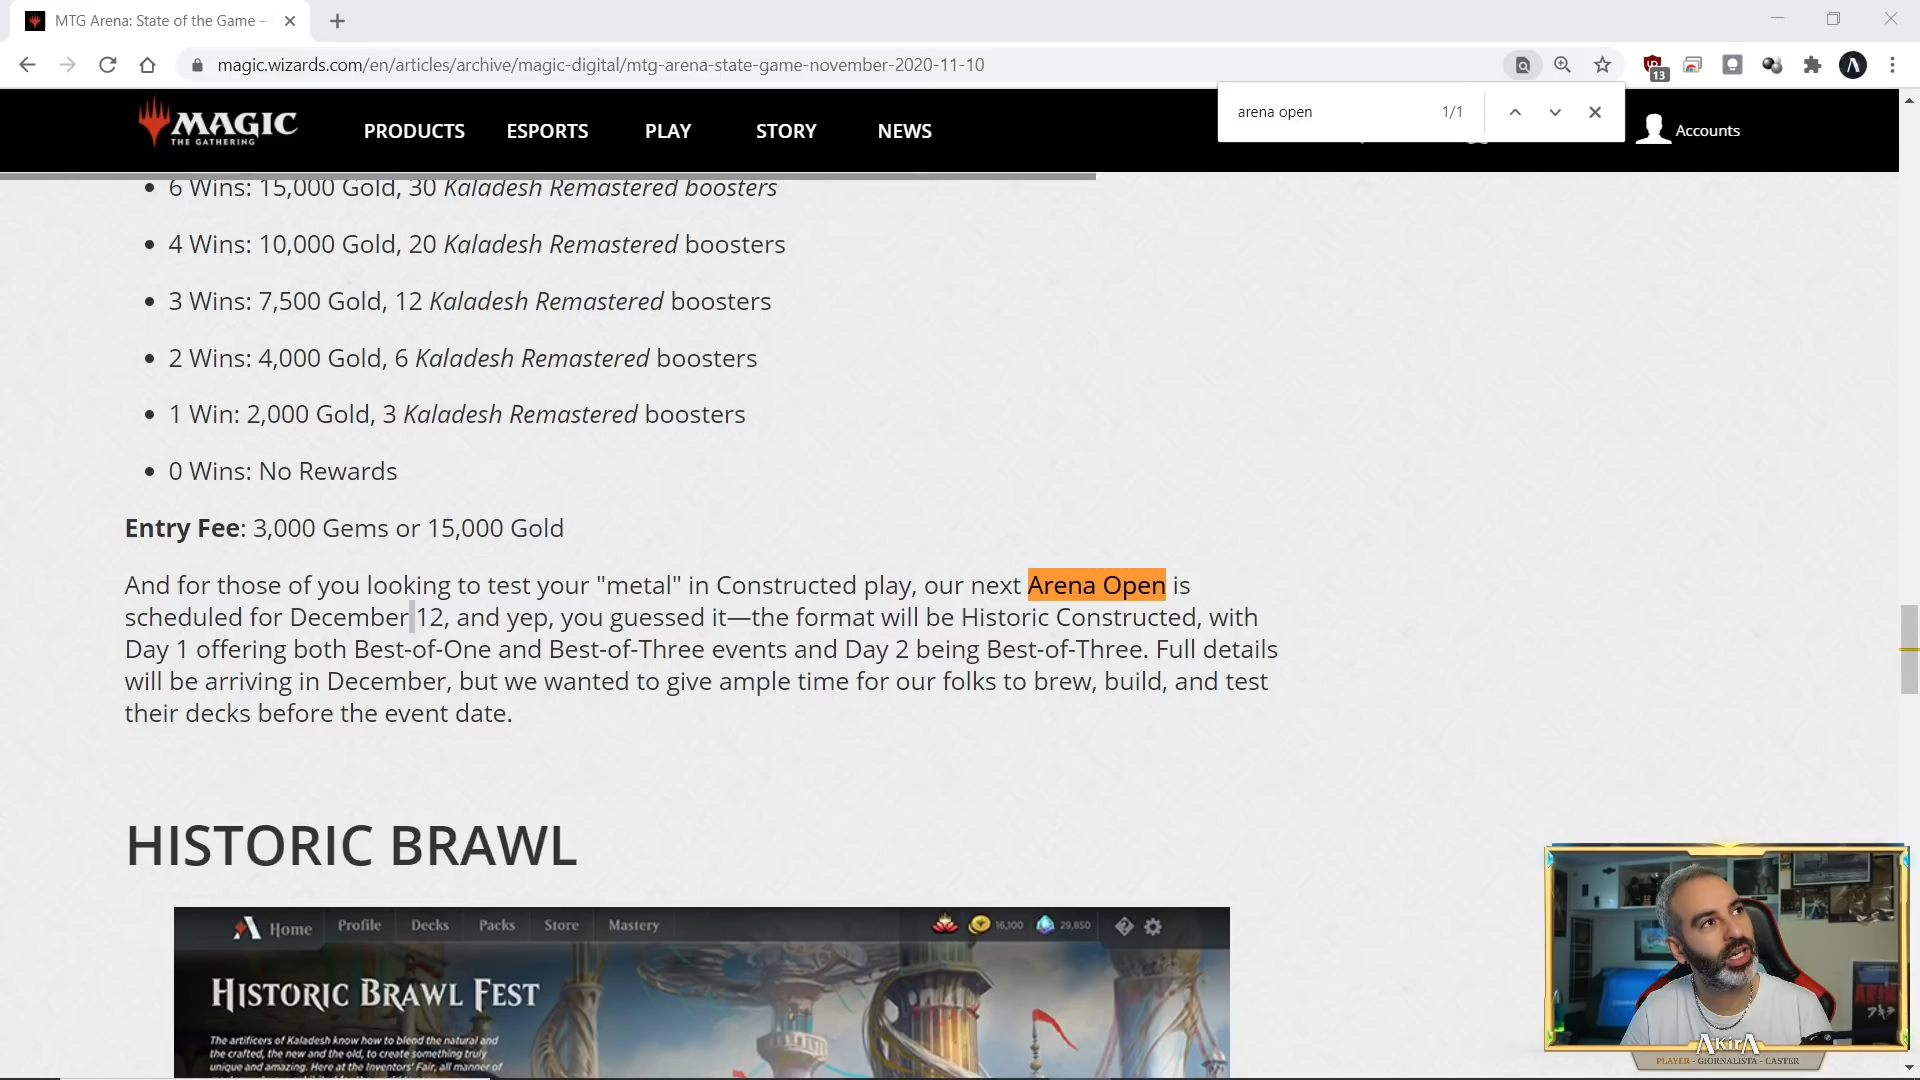 MTG Arena: State of the Game –
magic.wizards.com/en/articles/archive/magic-digital/mtg-arena-state-game-november-2020-11-10
13
arena open 1/1
MAGIC
THE GATHERING
PRODUCTS ESPORTS PLAY STORY NEWS
Accounts
• 6 Wins: 15,000 Gold, 30 Kaladesh Remastered boosters
• 4 Wins: 10,000 Gold, 20 Kaladesh Remastered boosters
• 3 Wins: 7,500 Gold, 12 Kaladesh Remastered boosters
• 2 Wins: 4,000 Gold, 6 Kaladesh Remastered boosters
• 1 Win: 2,000 Gold, 3 Kaladesh Remastered boosters
• 0 Wins: No Rewards
Entry Fee: 3,000 Gems or 15,000 Gold
And for those of you looking to test your "metal" in Constructed play, our next Arena Open is
scheduled for December 12, and yep, you guessed it—the format will be Historic Constructed, with
Day 1 offering both Best-of-One and Best-of-Three events and Day 2 being Best-of-Three. Full details
will be arriving in December, but we wanted to give ample time for our folks to brew, build, and test
their decks before the event date.
HISTORIC BRAWL
Home Profile Decks Packs Store Mastery 16,100 29,850
HISTORIC BRAWL FEST
The artificers of Kaladesh know how to blend the natural and
the crafted, the new and the old, to create something truly
unique and amazing. Here at the Inventors' Fair, all manner of
AKirA
PLAYER - GIORNALISTA - CASTER